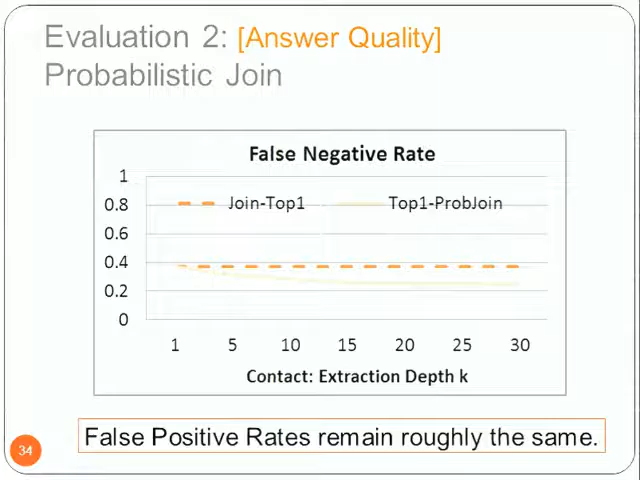 Evaluation 2: [Answer Quality]
Probabilistic Join
False Negative Rate
1
0.8
0.6
0.4
0.2
0
Join-Top1 Top1-ProbJoin
1 5 10 15 20 25 30
Contact: Extraction Depth k
False Positive Rates remain roughly the same.
34